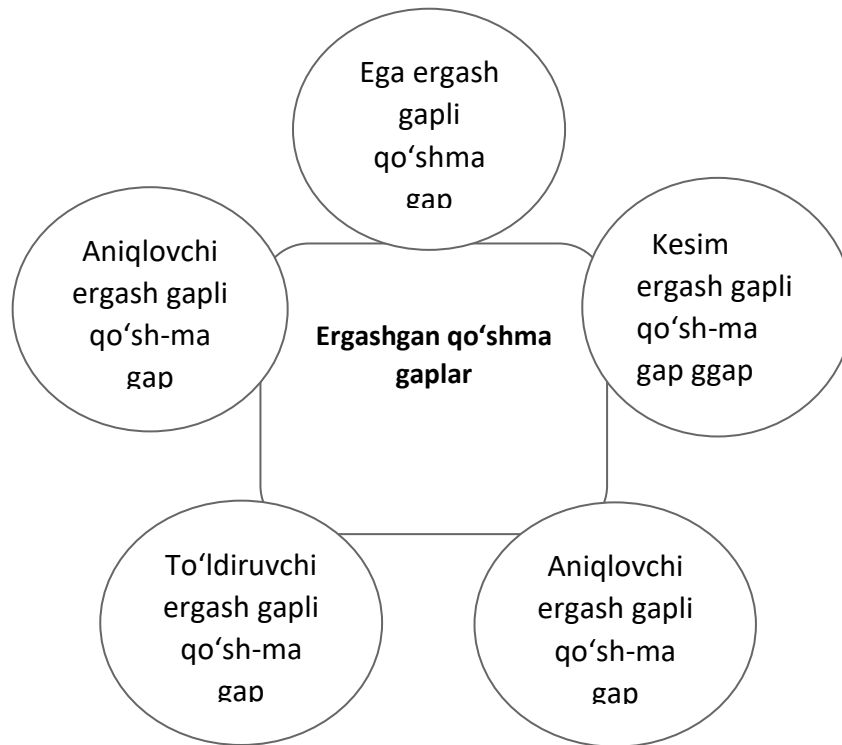 Ega ergash
gapli
qo‘shma
gap
Aniqlovchi
ergash gapli
qo‘sh-ma
gap
Kesim
ergash gapli
qo‘sh-ma
gap ggap
Ergashgan qo‘shma
gaplar
To‘ldiruvchi
ergash gapli
qo‘sh-ma
gap
Aniqlovchi
ergash gapli
qo‘sh-ma
gap